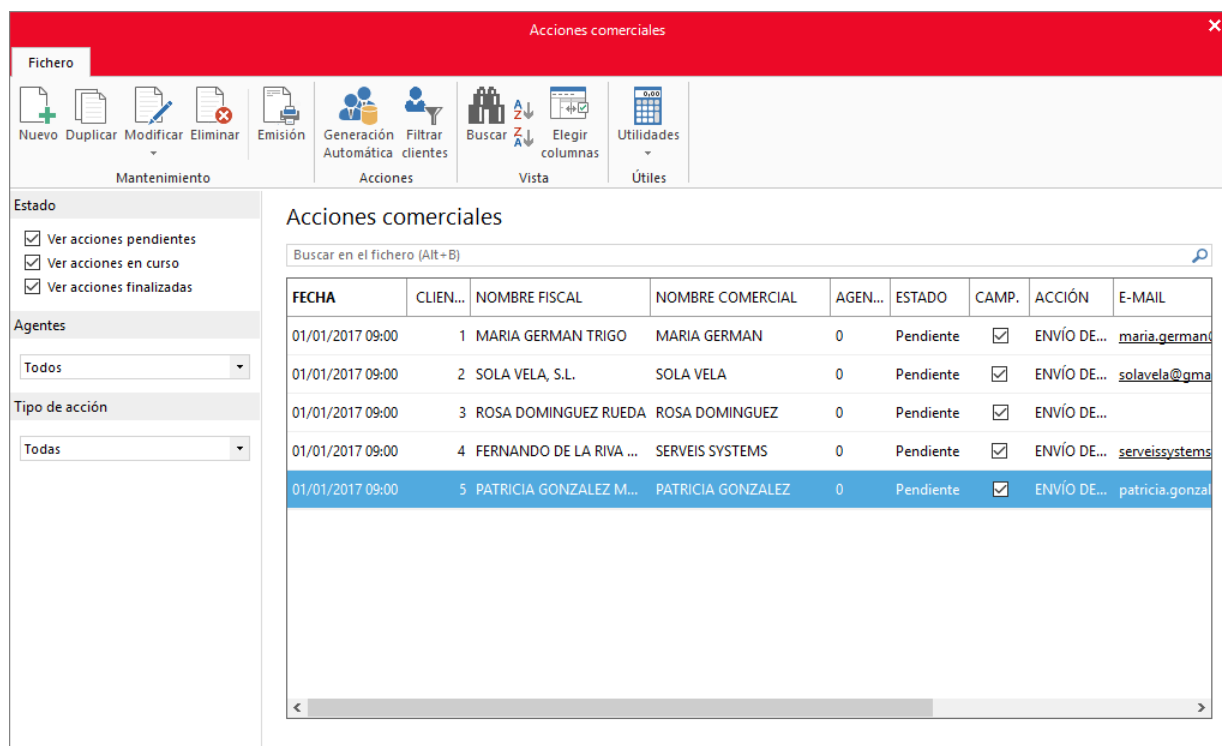 Acciones comerciales
Fichero
Nuevo Duplicar Modificar Eliminar Emisión Generación Automática Filtrar clientes Buscar Elegir columnas Utilidades
Mantenimiento Acciones Vista Útiles
Estado
Ver acciones pendientes
Ver acciones en curso
Ver acciones finalizadas
Agentes
Todos
Tipo de acción
Todas
Acciones comerciales
Buscar en el fichero (Alt+B)
FECHA CLIEN... NOMBRE FISCAL NOMBRE COMERCIAL AGEN... ESTADO CAMP. ACCIÓN E-MAIL
01/01/2017 09:00 1 MARIA GERMAN TRIGO MARIA GERMAN 0 Pendiente ENVÍO DE... maria.german@
01/01/2017 09:00 2 SOLA VELA, S.L. SOLA VELA 0 Pendiente ENVÍO DE... solavela@gma
01/01/2017 09:00 3 ROSA DOMINGUEZ RUEDA ROSA DOMINGUEZ 0 Pendiente ENVÍO DE...
01/01/2017 09:00 4 FERNANDO DE LA RIVA ... SERVEIS SYSTEMS 0 Pendiente ENVÍO DE... serveissystems
01/01/2017 09:00 5 PATRICIA GONZALEZ M... PATRICIA GONZALEZ 0 Pendiente ENVÍO DE... patricia.gonzal